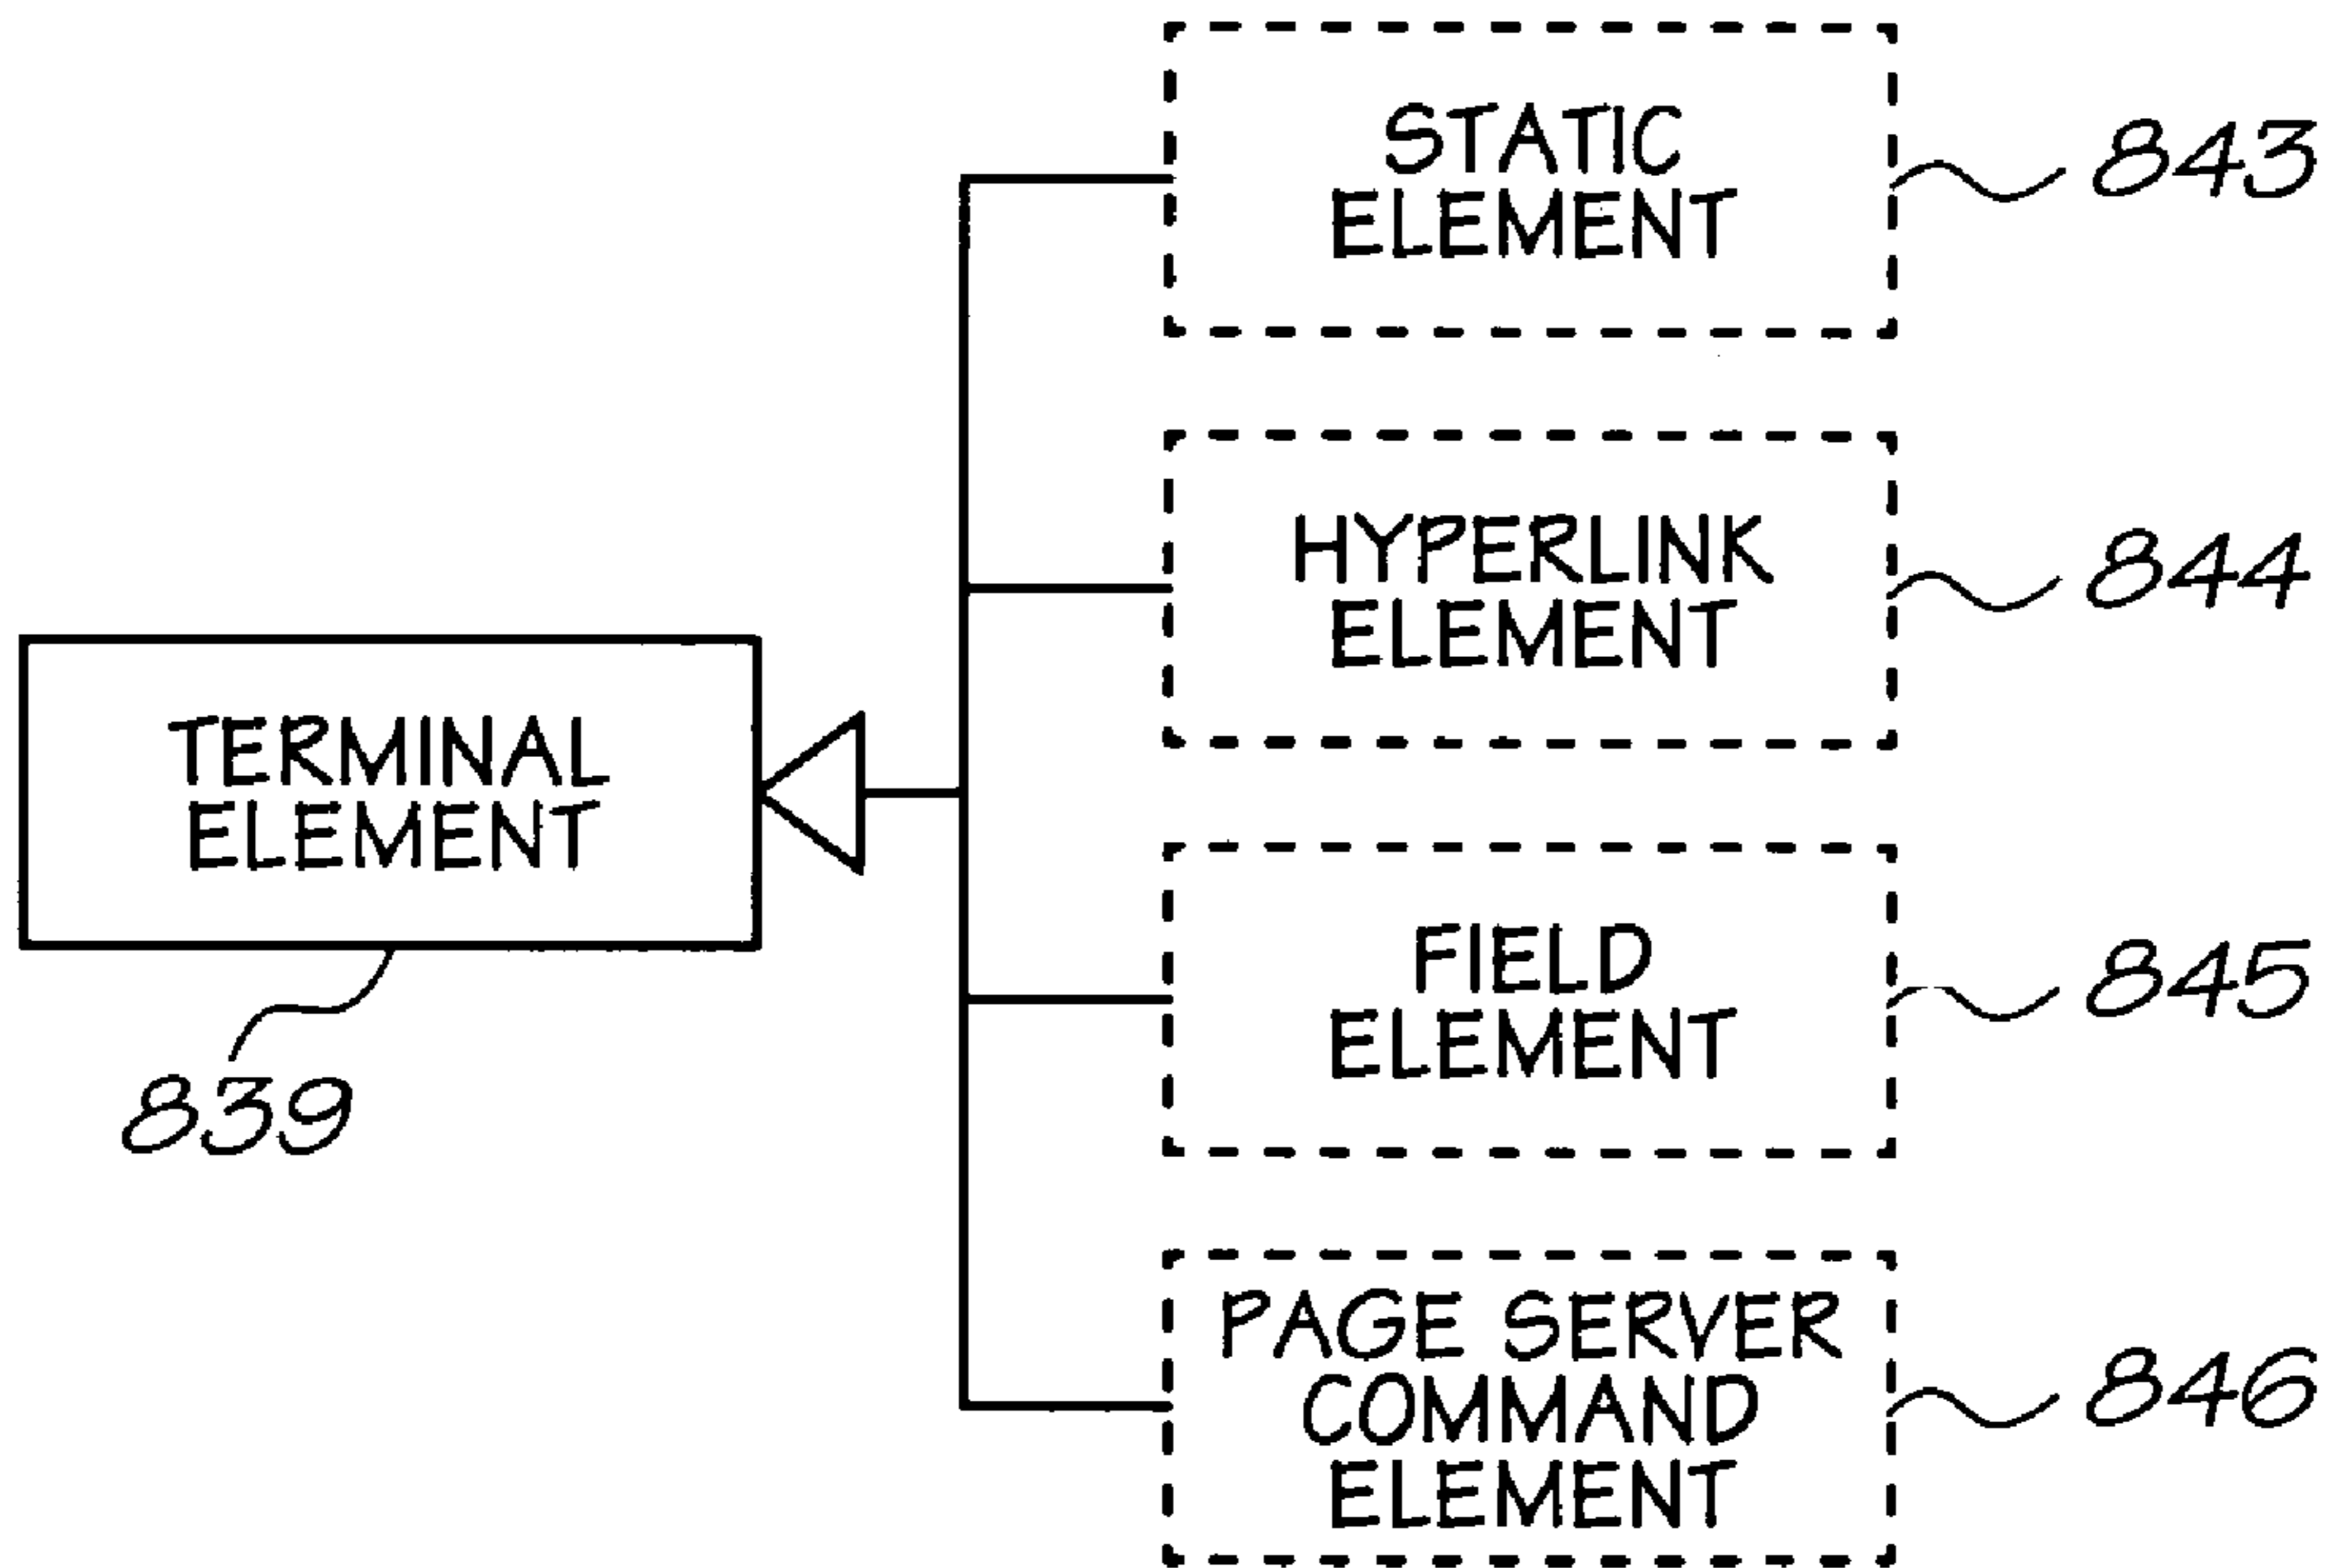 STATIC
ELEMENT
843
HYPERLINK
ELEMENT
844
TERMINAL
ELEMENT
839
FIELD
ELEMENT
845
PAGE SERVER
COMMAND
ELEMENT
846